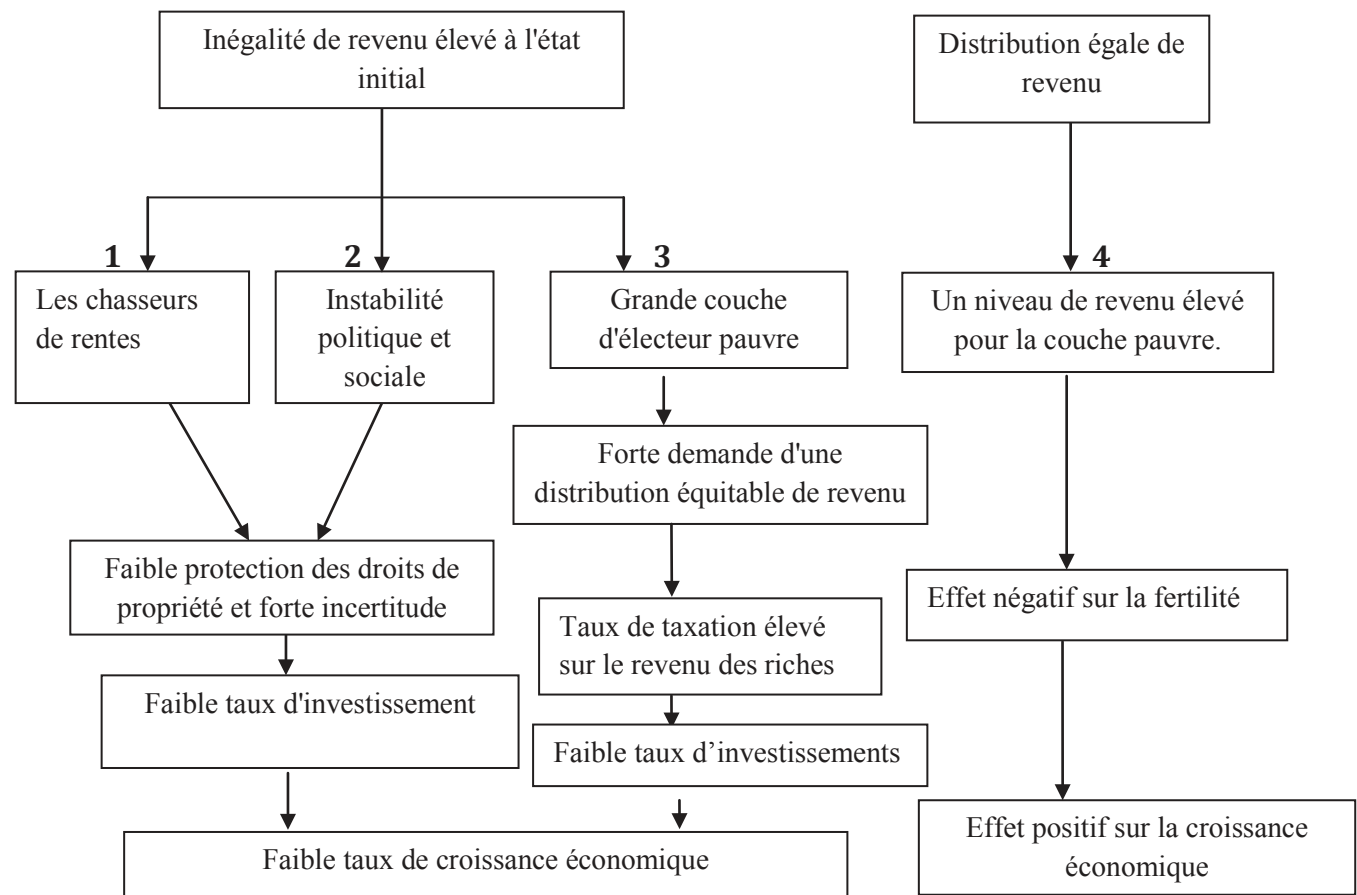 Inégalité de revenu élevé à l'état
initial
Distribution égale de
revenu
1
2
3
4
Les chasseurs
de rentes
Instabilité
politique et
sociale
Grande couche
d'électeur pauvre
Un niveau de revenu élevé
pour la couche pauvre.
Forte demande d'une
distribution équitable de revenu
Faible protection des droits de
propriété et forte incertitude
Effet négatif sur la fertilité
Taux de taxation élevé
sur le revenu des riches
Faible taux d'investissement
Faible taux d’investissements
Effet positif sur la croissance
économique
Faible taux de croissance économique